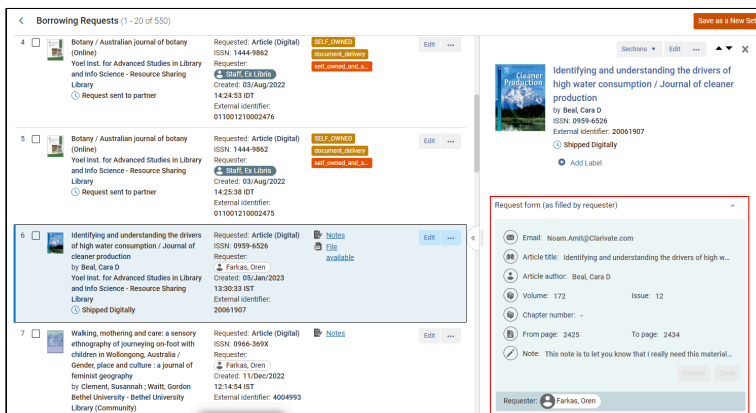 Borrowing Requests (1 - 20 of 550)
Save as a New Set
4
Botany / Australian journal of botany
(Online)
Yoel Inst. for Advanced Studies in Library
and Info Science - Resource Sharing
Library
Request sent to partner
Requested: Article (Digital)
ISSN: 1444-9862
Requester:
Staff, Ex Libris
Created: 03/Aug/2022
14:24:53 IDT
External identifier:
011001210002476
SELF_OWNED
document_delivery
self_owned_and_a...
Edit
5
Botany / Australian journal of botany
(Online)
Yoel Inst. for Advanced Studies in Library
and Info Science - Resource Sharing
Library
Request sent to partner
Requested: Article (Digital)
ISSN: 1444-9862
Requester:
Staff, Ex Libris
Created: 03/Aug/2022
14:25:38 IDT
External identifier:
011001210002475
SELF_OWNED
document_delivery
self_owned_and_a...
Edit
6
Identifying and understanding the drivers
of high water consumption / Journal of
cleaner production
by Beal, Cara D
Yoel Inst. for Advanced Studies in Library
and Info Science - Resource Sharing
Library
Shipped Digitally
Requested: Article (Digital)
ISSN: 0959-6526
Requester:
Farkas, Oren
Created: 05/Jan/2023
13:30:33 IST
External identifier:
20061907
Notes
File
available
Edit
7
Walking, mothering and care: a sensory
ethnography of journeying on-foot with
children in Wollongong, Australia /
Gender, place and culture : a journal of
feminist geography
by Clement, Susannah ; Waitt, Gordon
Bethel University - Bethel University
Library (Community)
Requested: Article (Digital)
ISSN: 0966-369X
Requester:
Farkas, Oren
Created: 11/Dec/2022
12:14:54 IST
External identifier: 4004993
Notes
Edit
Sections
Edit
Cleaner
Production
Identifying and understanding the drivers of
high water consumption / Journal of cleaner
production
by Beal, Cara D
ISSN: 0959-6526
External identifier: 20061907
Shipped Digitally
Add Label
Request form (as filled by requester)
Email: Noam.Amit@Clarivate.com
Article title: Identifying and understanding the drivers of high w...
Article author: Beal, Cara D
Volume: 172 Issue: 12
Chapter number: -
From page: 2425 To page: 2434
Note: This note is to let you know that I really need this material...
Cancel Save
Requester: Farkas, Oren